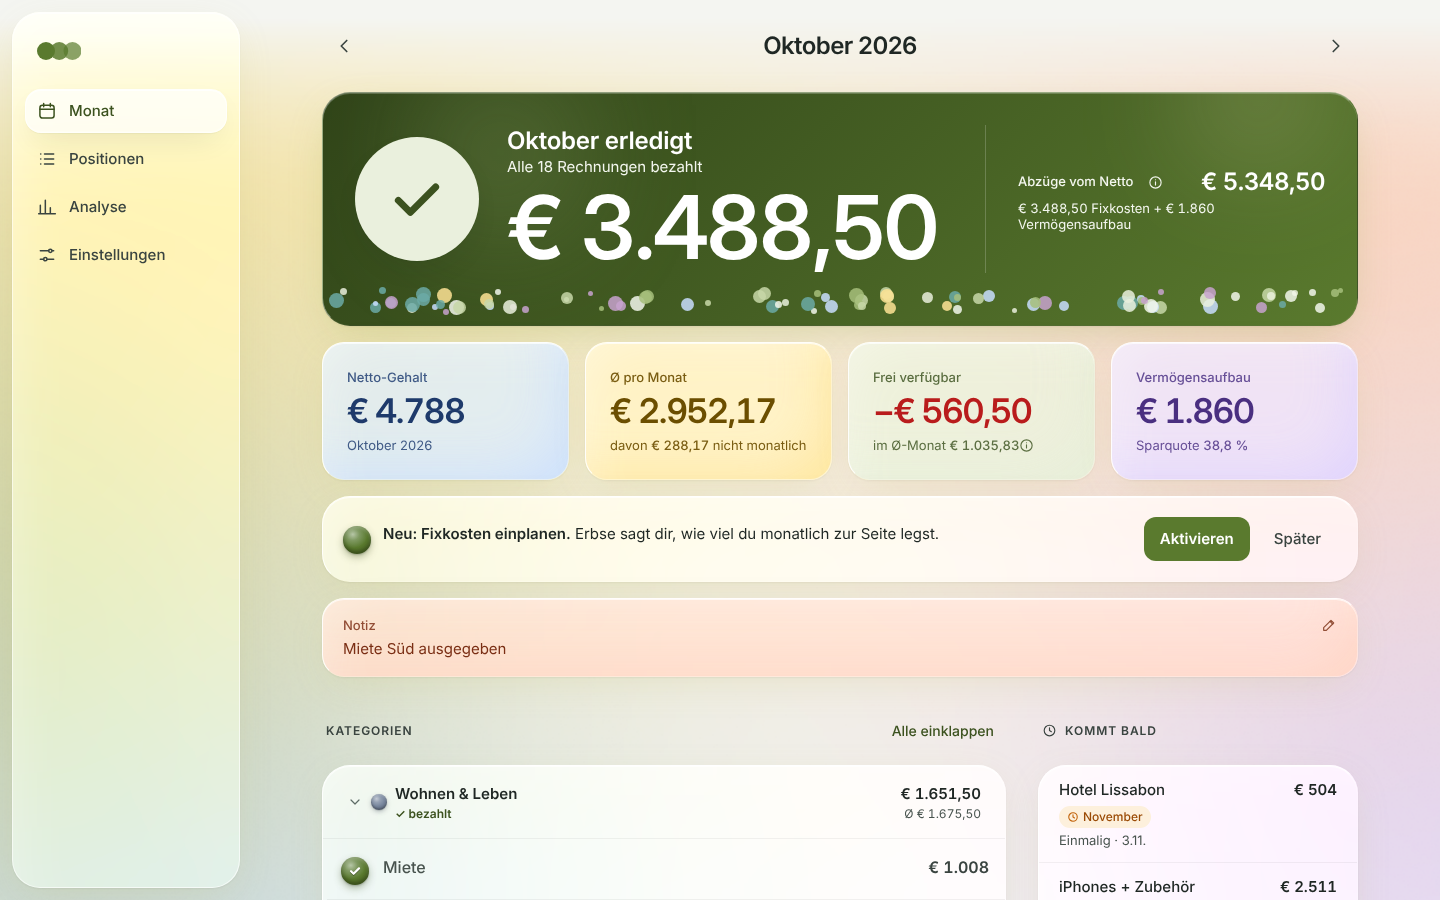 Oktober 2026
Monat
Positionen
Analyse
Einstellungen
Oktober erledigt
Alle 18 Rechnungen bezahlt
€ 3.488,50
Abzüge vom Netto
€ 5.348,50
€ 3.488,50 Fixkosten + € 1.860
Vermögensaufbau
Netto-Gehalt
€ 4.788
Oktober 2026
Ø pro Monat
€ 2.952,17
davon € 288,17 nicht monatlich
Frei verfügbar
–€ 560,50
im Ø-Monat € 1.035,83
Vermögensaufbau
€ 1.860
Sparquote 38,8 %
Neu: Fixkosten einplanen. Erbse sagt dir, wie viel du monatlich zur Seite legst.
Aktivieren
Später
Notiz
Miete Süd ausgegeben
KATEGORIEN
Alle einklappen
Wohnen & Leben
€ 1.651,50
bezahlt
Ø € 1.675,50
Miete
€ 1.008
KOMMT BALD
Hotel Lissabon
€ 504
November
Einmalig · 3.11.
iPhones + Zubehör
€ 2.511